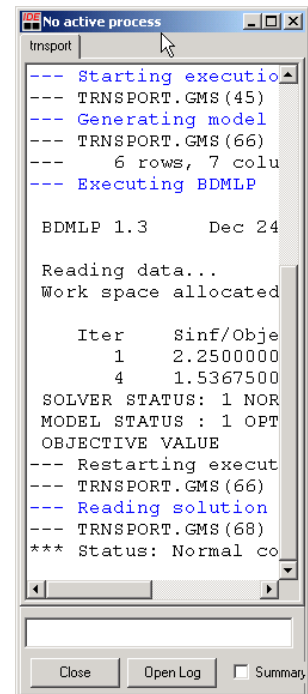 IDE No active process
trnsport
--- Starting executio
--- TRNSPORT.GMS(45)
--- Generating model
--- TRNSPORT.GMS(66)
--- 6 rows, 7 colu
--- Executing BDMLP
BDMLP 1.3 Dec 24
Reading data...
Work space allocated
Iter Sinf/Obje
1 2.2500000
4 1.5367500
SOLVER STATUS: 1 NOR
MODEL STATUS : 1 OPT
OBJECTIVE VALUE
--- Restarting execut
--- TRNSPORT.GMS(66)
--- Reading solution
--- TRNSPORT.GMS(68)
*** Status: Normal co
Close Open Log Summary